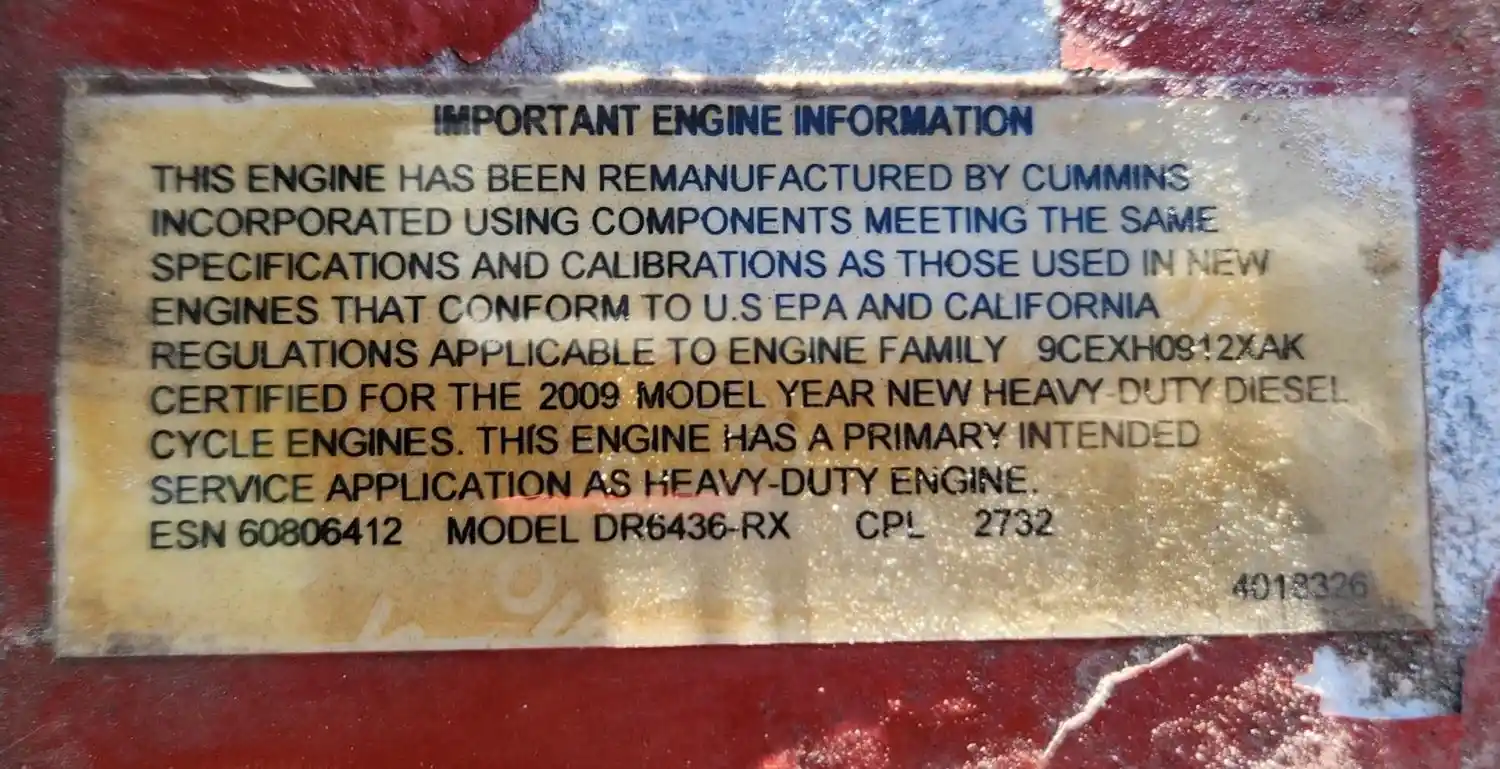 IMPORTANT ENGINE INFORMATION
THIS ENGINE HAS BEEN REMANUFACTURED BY CUMMINS
INCORPORATED USING COMPONENTS MEETING THE SAME
SPECIFICATIONS AND CALIBRATIONS AS THOSE USED IN NEW
ENGINES THAT CONFORM TO U.S EPA AND CALIFORNIA
REGULATIONS APPLICABLE TO ENGINE FAMILY 9CEXH0912XAK
CERTIFIED FOR THE 2009 MODEL YEAR NEW HEAVY-DUTY DIESEL
CYCLE ENGINES. THIS ENGINE HAS A PRIMARY INTENDED
SERVICE APPLICATION AS HEAVY-DUTY ENGINE.
ESN 60806412 MODEL DR6436-RX CPL 2732
4018326